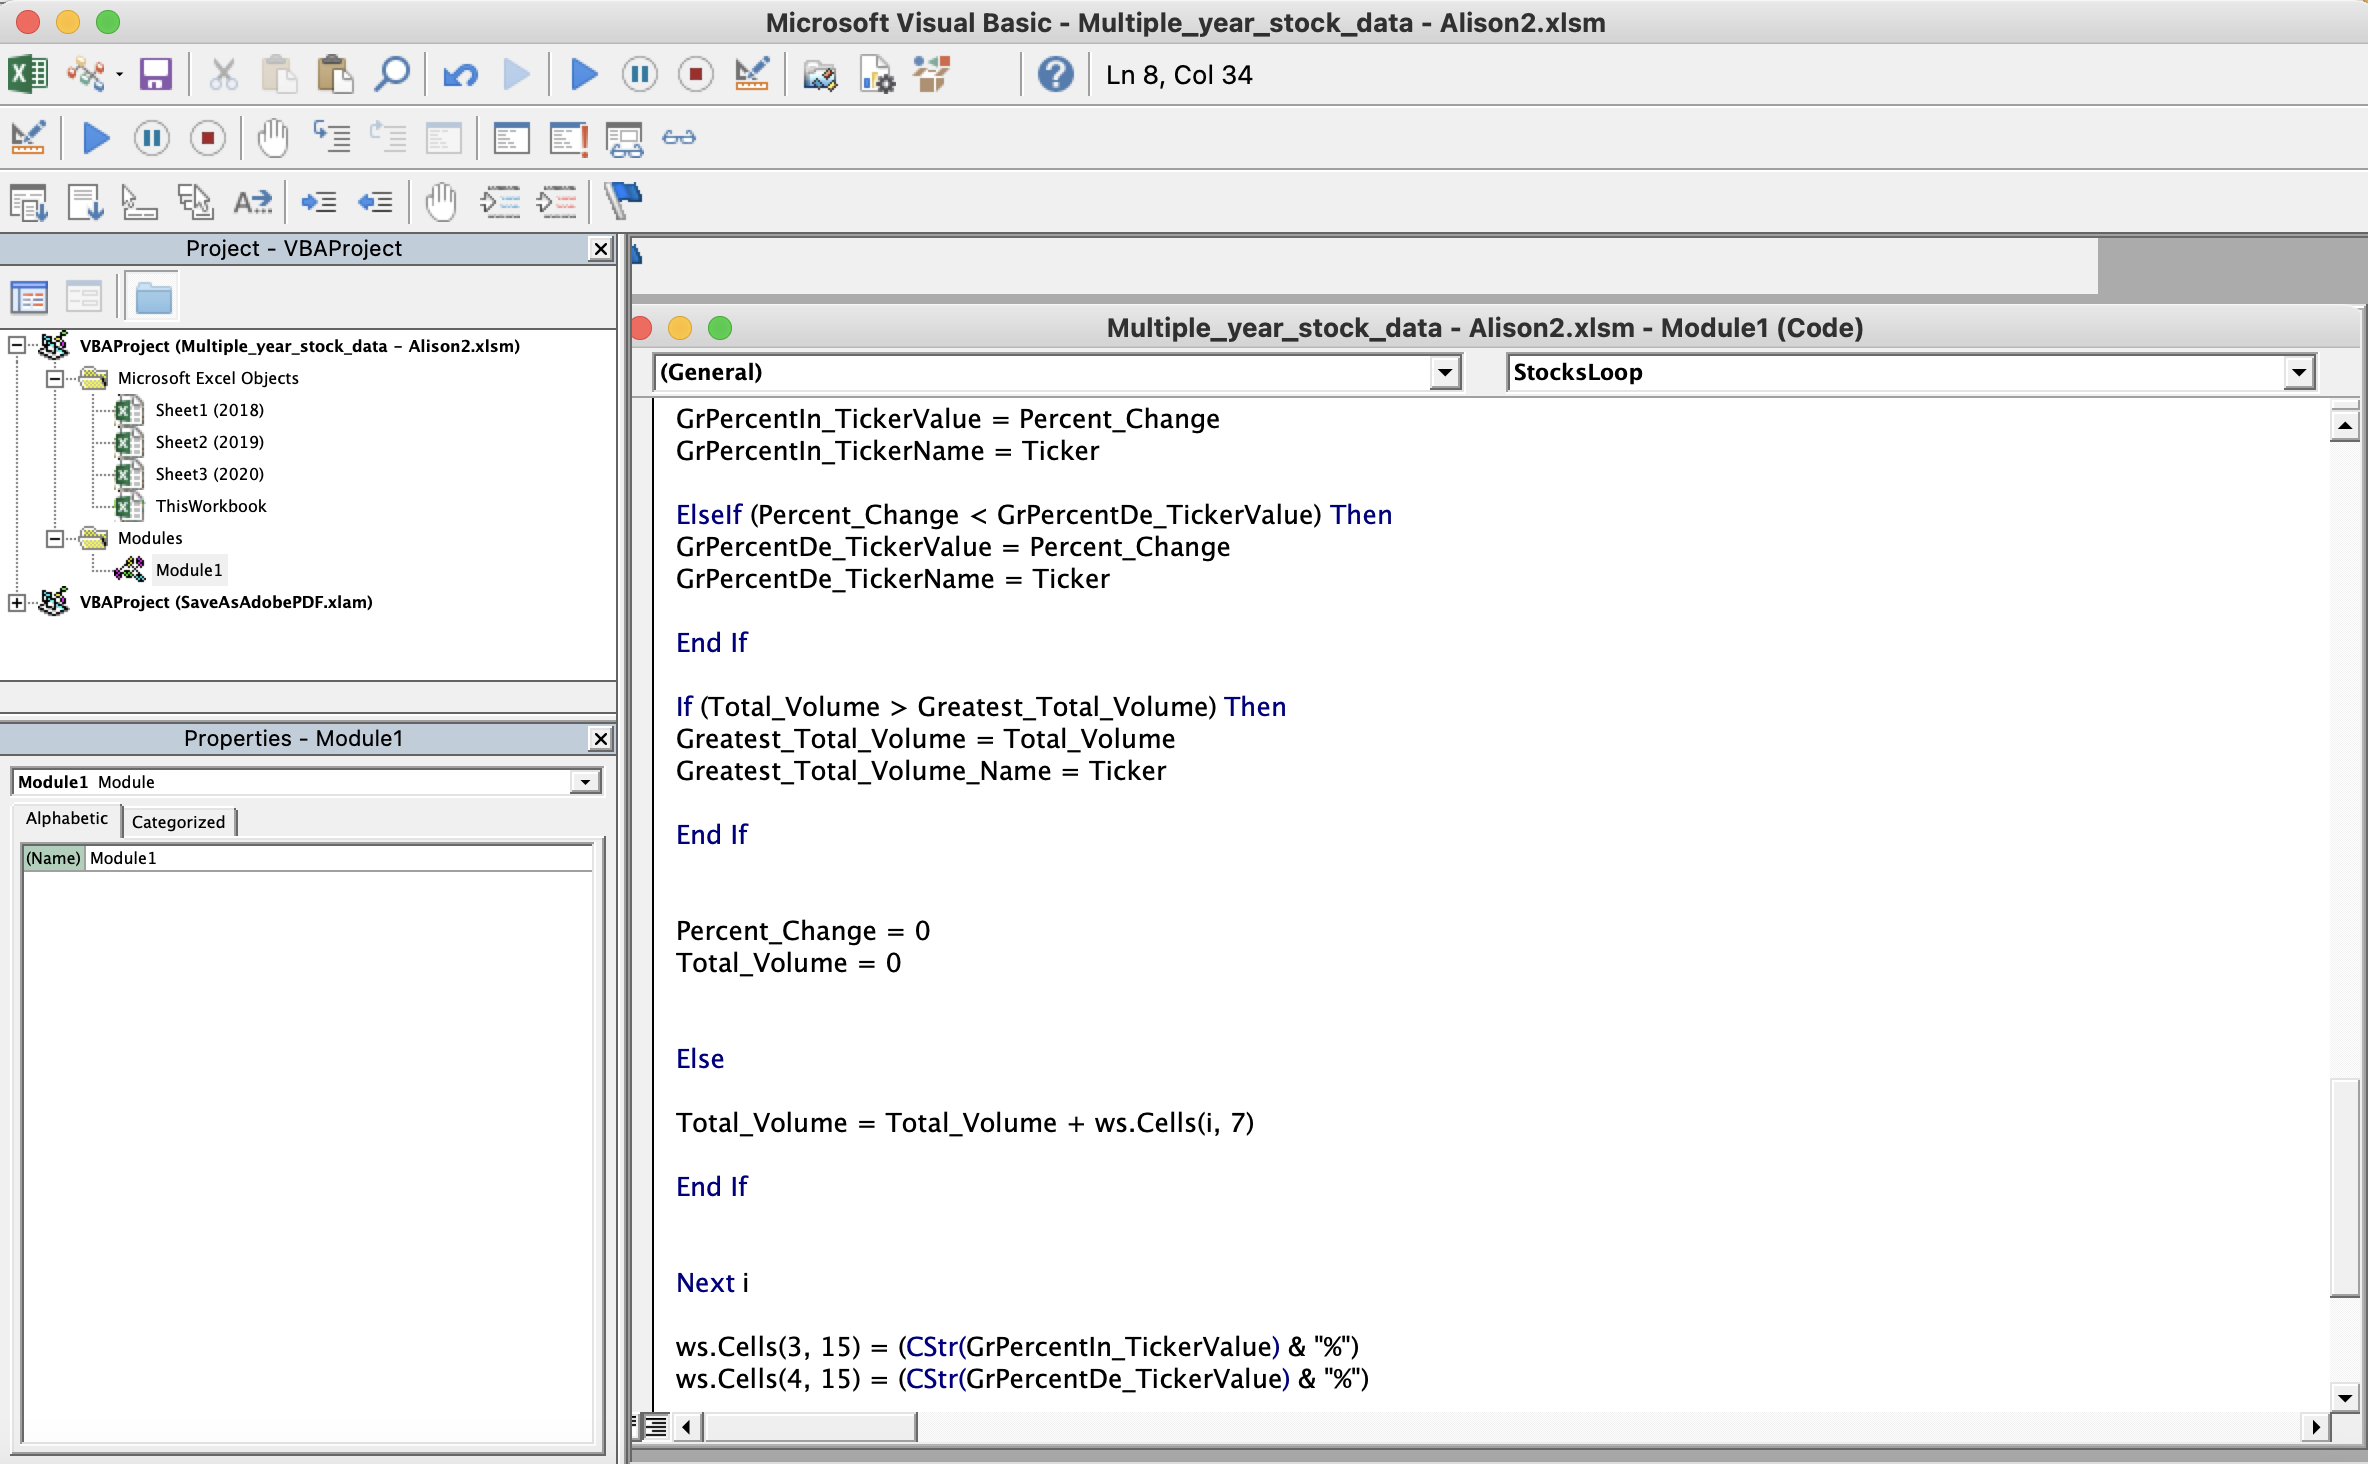 Microsoft Visual Basic - Multiple_year_stock_data - Alison2.xlsm
Ln 8, Col 34
Project - VBAProject
VBAProject (Multiple_year_stock_data - Alison2.xlsm)
Microsoft Excel Objects
Sheet1 (2018)
Sheet2 (2019)
Sheet3 (2020)
ThisWorkbook
Modules
Module1
VBAProject (SaveAsAdobePDF.xlam)
Properties - Module1
Module1 Module
Alphabetic
Categorized
(Name) Module1
Multiple_year_stock_data - Alison2.xlsm - Module1 (Code)
(General)
StocksLoop
GrPercentIn_TickerValue = Percent_Change
GrPercentIn_TickerName = Ticker
ElseIf (Percent_Change < GrPercentDe_TickerValue) Then
GrPercentDe_TickerValue = Percent_Change
GrPercentDe_TickerName = Ticker
End If
If (Total_Volume > Greatest_Total_Volume) Then
Greatest_Total_Volume = Total_Volume
Greatest_Total_Volume_Name = Ticker
End If
Percent_Change = 0
Total_Volume = 0
Else
Total_Volume = Total_Volume + ws.Cells(i, 7)
End If
Next i
ws.Cells(3, 15) = (CStr(GrPercentIn_TickerValue) & "%")
ws.Cells(4, 15) = (CStr(GrPercentDe_TickerValue) & "%")